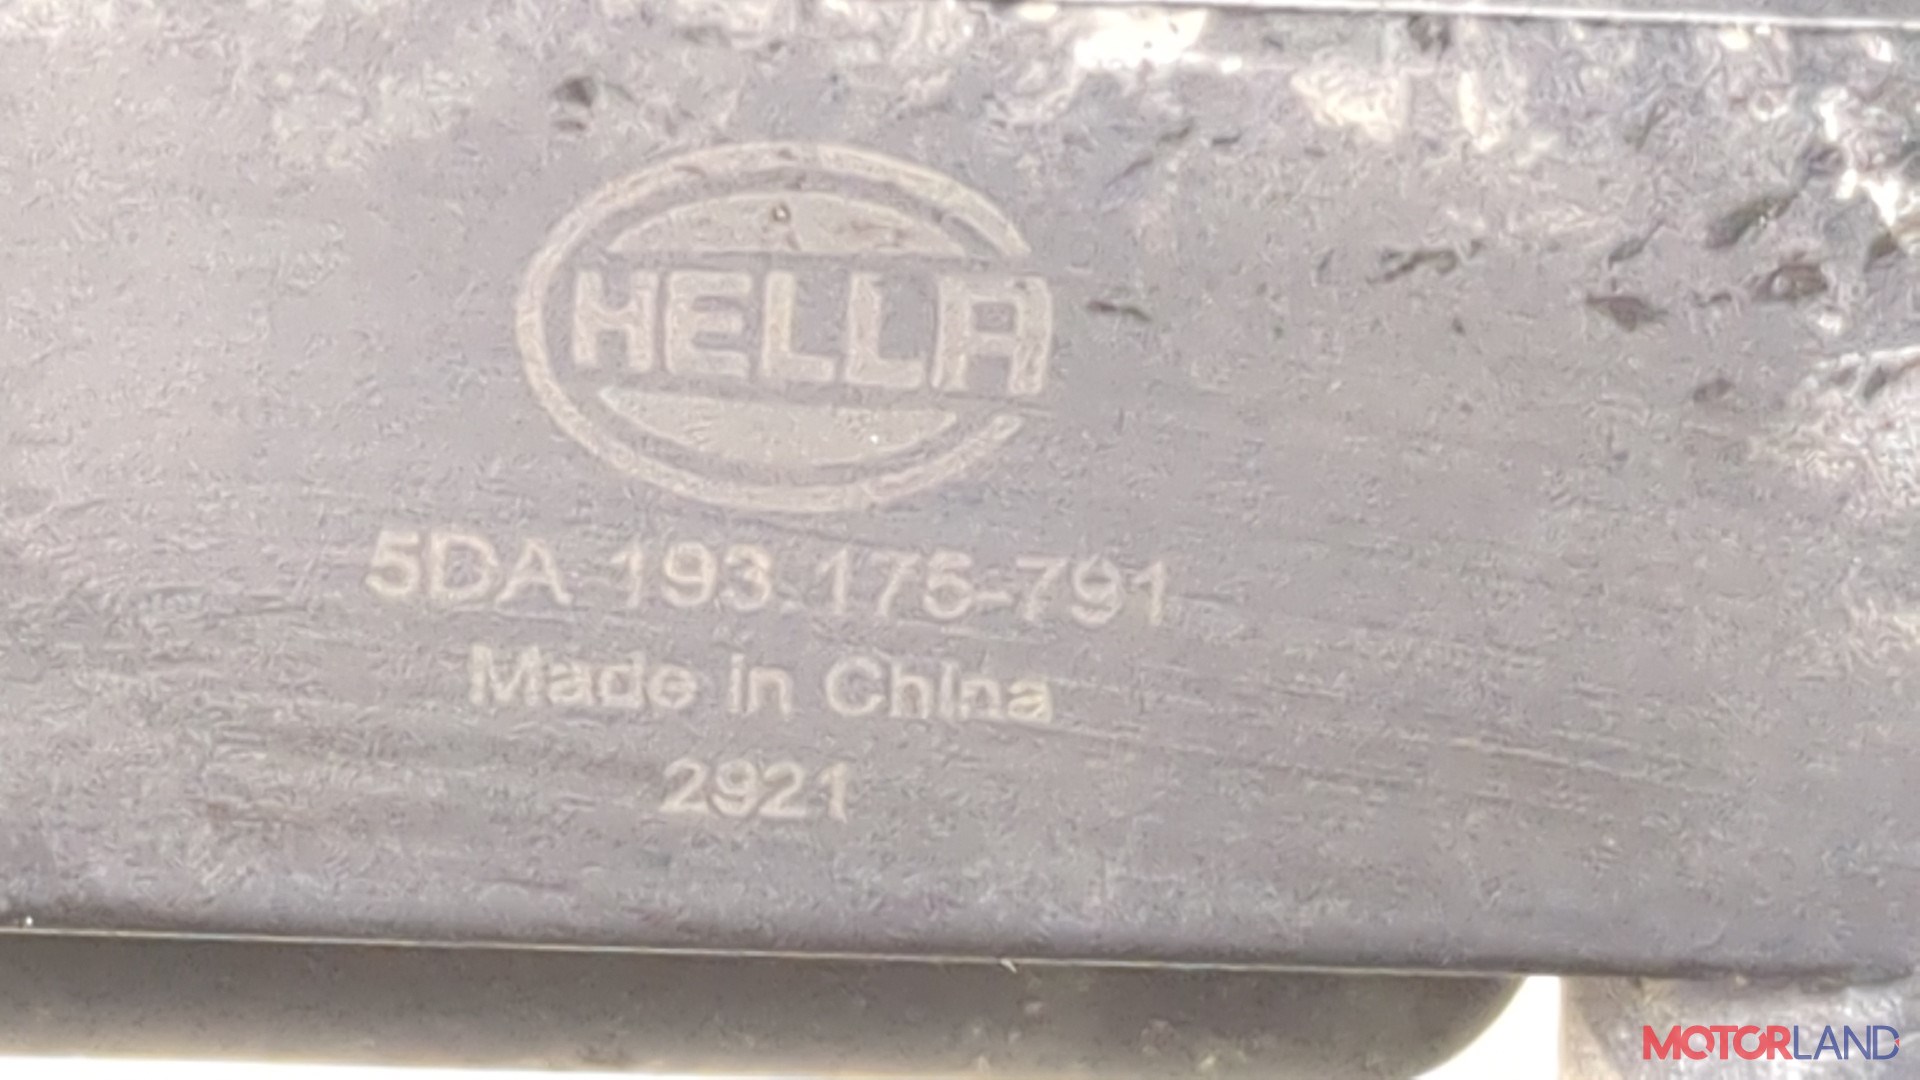 HELLA
5DA 193.175-791
Made in China
2921
MOTORLAND